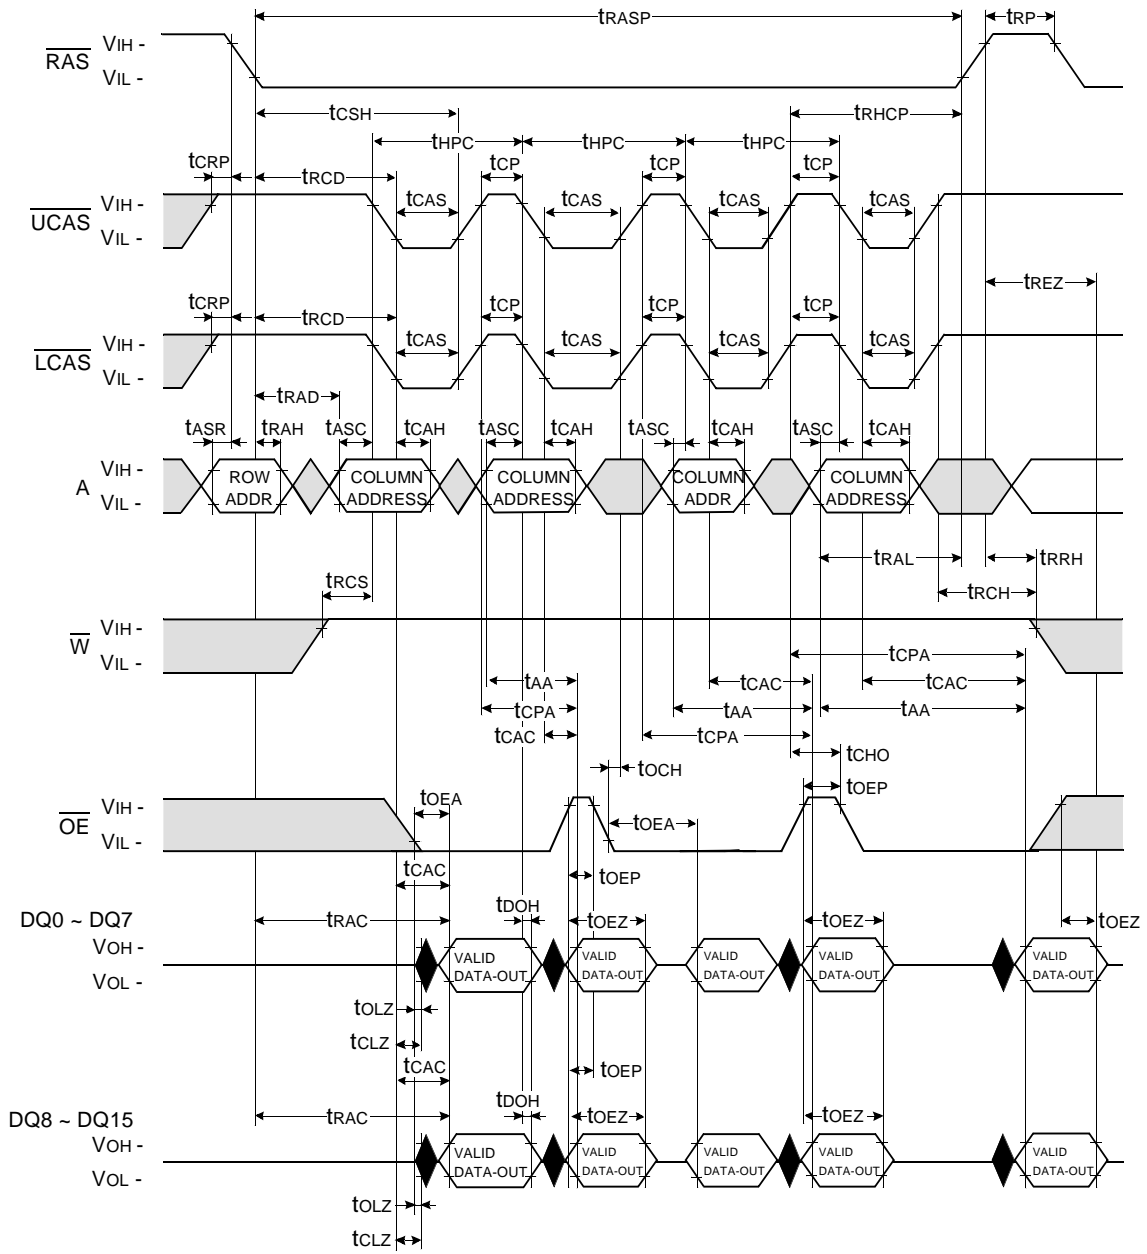 tRASP tRP
RAS VIH -
VIL -
tCSH tRHCP
tHPC tHPC tHPC
tCRP tRCD tCP tCP tCP
UCAS VIH - tCAS tCAS tCAS tCAS
VIL -
tREZ
tCRP tRCD tCP tCP tCP
LCAS VIH - tCAS tCAS tCAS tCAS
VIL -
tRAD
tASR tRAH tASC tCAH tASC tCAH tASC tCAH tASC tCAH
A VIH - ROW COLUMN COLUMN COLUMN COLUMN
VIL - ADDR ADDRESS ADDRESS ADDR ADDRESS
tRAL tRRH
tRCS tRCH
W VIH -
VIL - tCPA
tAA tCAC tCAC
tCPA tAA tAA
tCAC tCPA
tOCH tCHO
tOEP
OE VIH - tOEA tOEA
VIL -
tCAC tOEP
DQ0 ~ DQ7 tRAC tDOH tOEZ tOEZ tOEZ
VOH - VALID VALID VALID VALID VALID
VOL - DATA-OUT DATA-OUT DATA-OUT DATA-OUT DATA-OUT
tOLZ
tCLZ
tCAC tOEP
tDOH
DQ8 ~ DQ15 tRAC tOEZ tOEZ
VOH - VALID VALID VALID VALID VALID
VOL - DATA-OUT DATA-OUT DATA-OUT DATA-OUT DATA-OUT
tOLZ
tCLZ